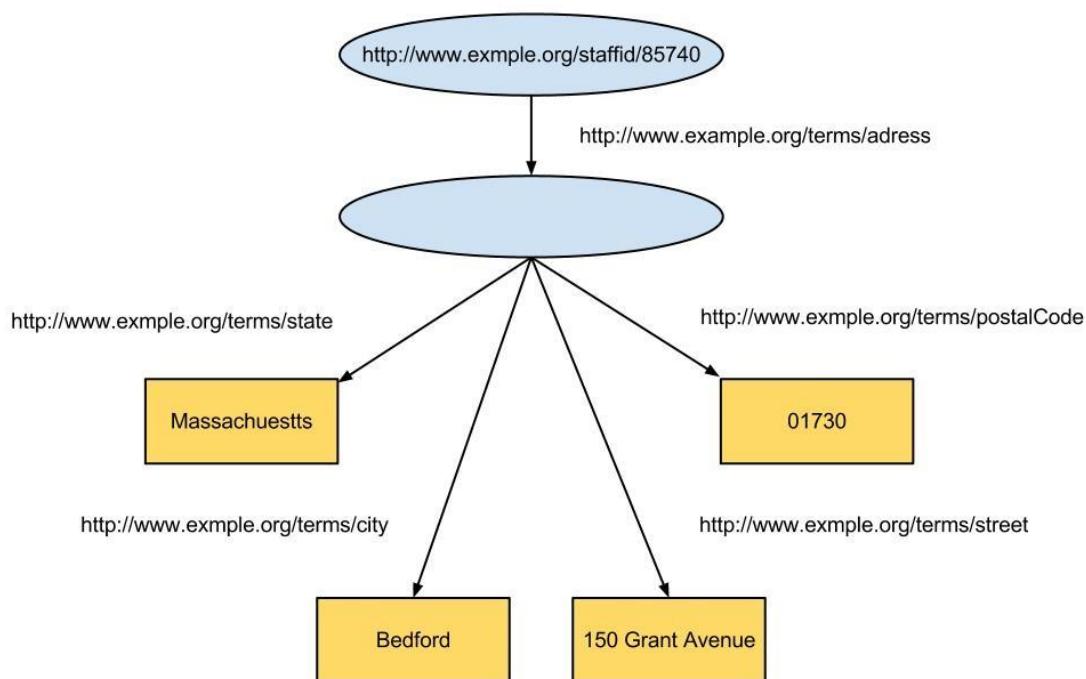 http://www.exmple.org/staffid/85740
http://www.example.org/terms/adress
http://www.exmple.org/terms/state
http://www.exmple.org/terms/postalCode
Massachuestts
01730
http://www.exmple.org/terms/city
http://www.exmple.org/terms/street
Bedford
150 Grant Avenue